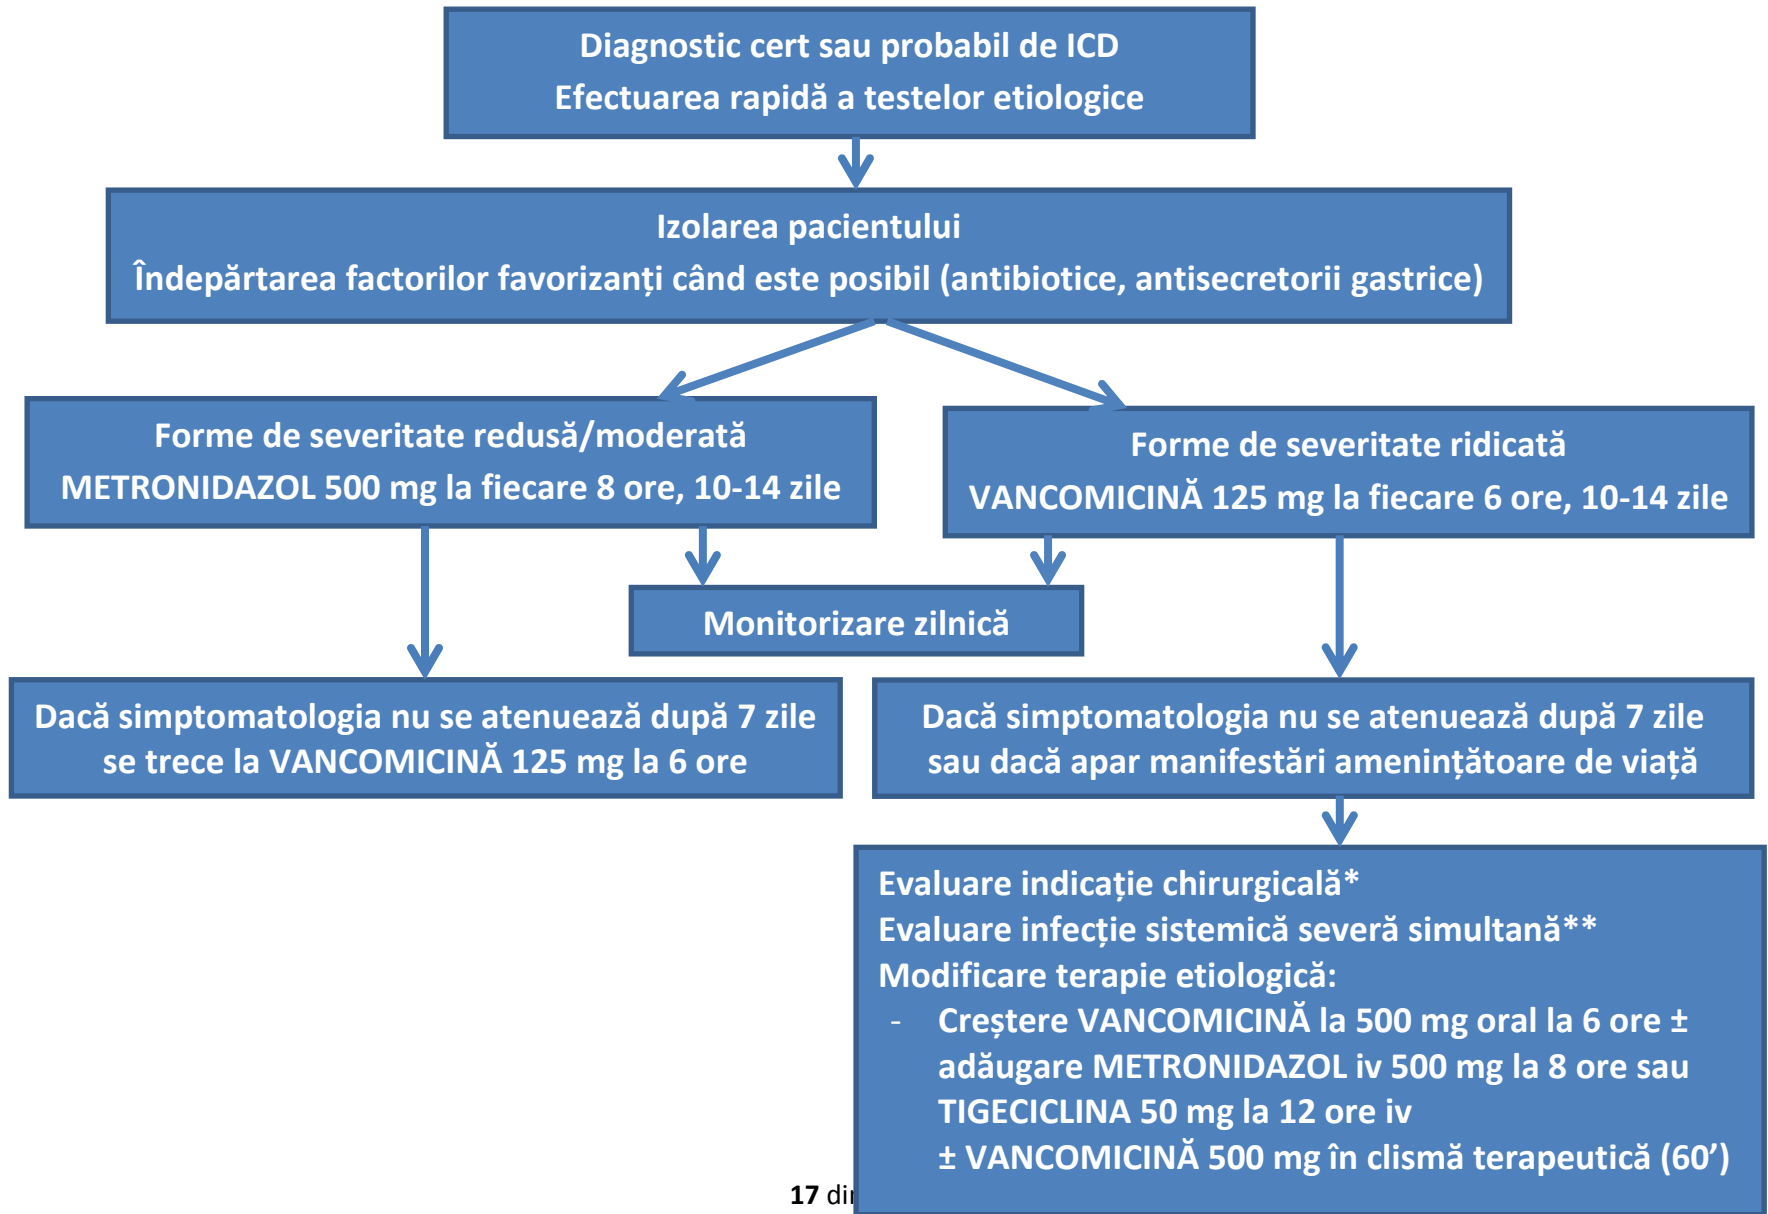 Diagnostic cert sau probabil de ICD
Efectuarea rapidă a testelor etiologice
Izolarea pacientului
Îndepărtarea factorilor favorizanți când este posibil (antibiotice, antisecretorii gastrice)
Forme de severitate redusă/moderată
METRONIDAZOL 500 mg la fiecare 8 ore, 10-14 zile
Forme de severitate ridicată
VANCOMICINĂ 125 mg la fiecare 6 ore, 10-14 zile
Monitorizare zilnică
Dacă simptomatologia nu se atenuează după 7 zile
se trece la VANCOMICINĂ 125 mg la 6 ore
Dacă simptomatologia nu se atenuează după 7 zile
sau dacă apar manifestări amenințătoare de viață
Evaluare indicație chirurgicală*
Evaluare infecție sistemică severă simultană**
Modificare terapie etiologică:
- Creștere VANCOMICINĂ la 500 mg oral la 6 ore ±
adăugare METRONIDAZOL iv 500 mg la 8 ore sau
TIGECICLINA 50 mg la 12 ore iv
± VANCOMICINĂ 500 mg în clismă terapeutică (60’)
17